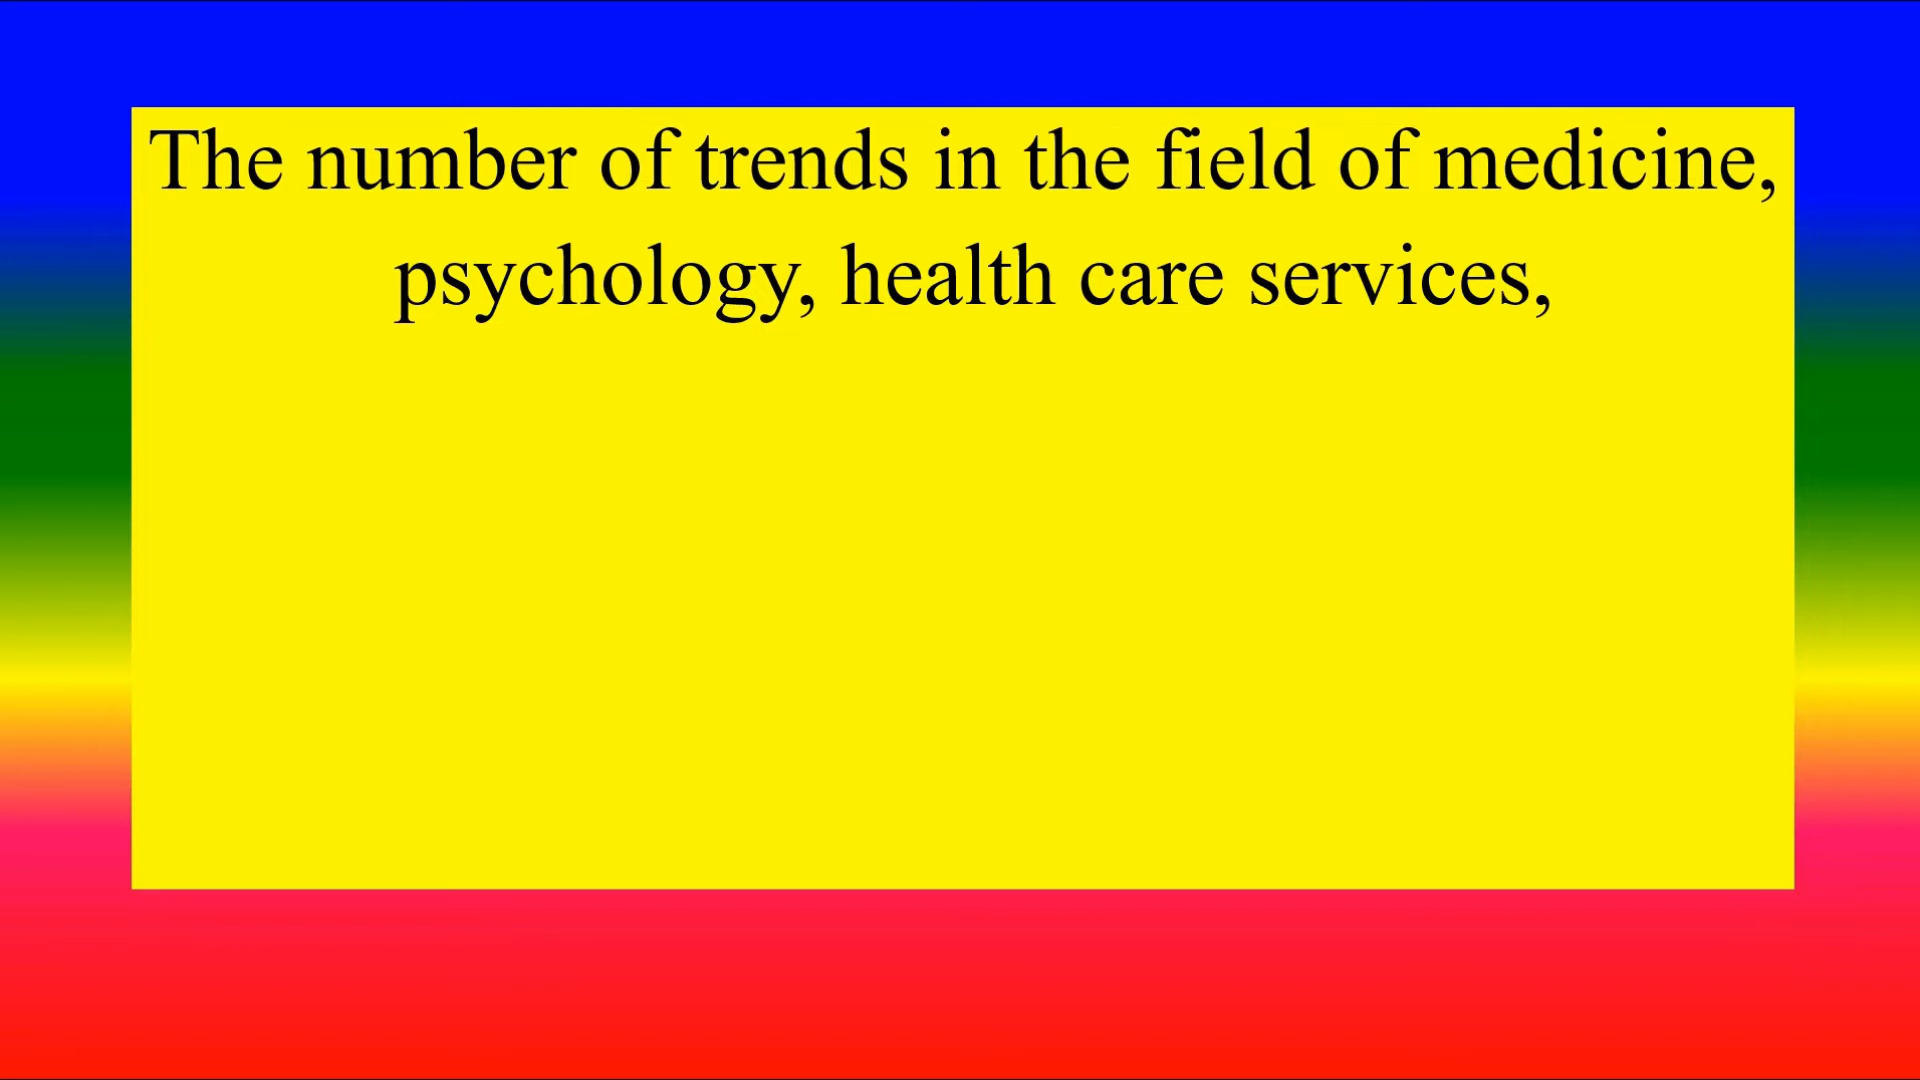 The number of trends in the field of medicine,
psychology, health care services,